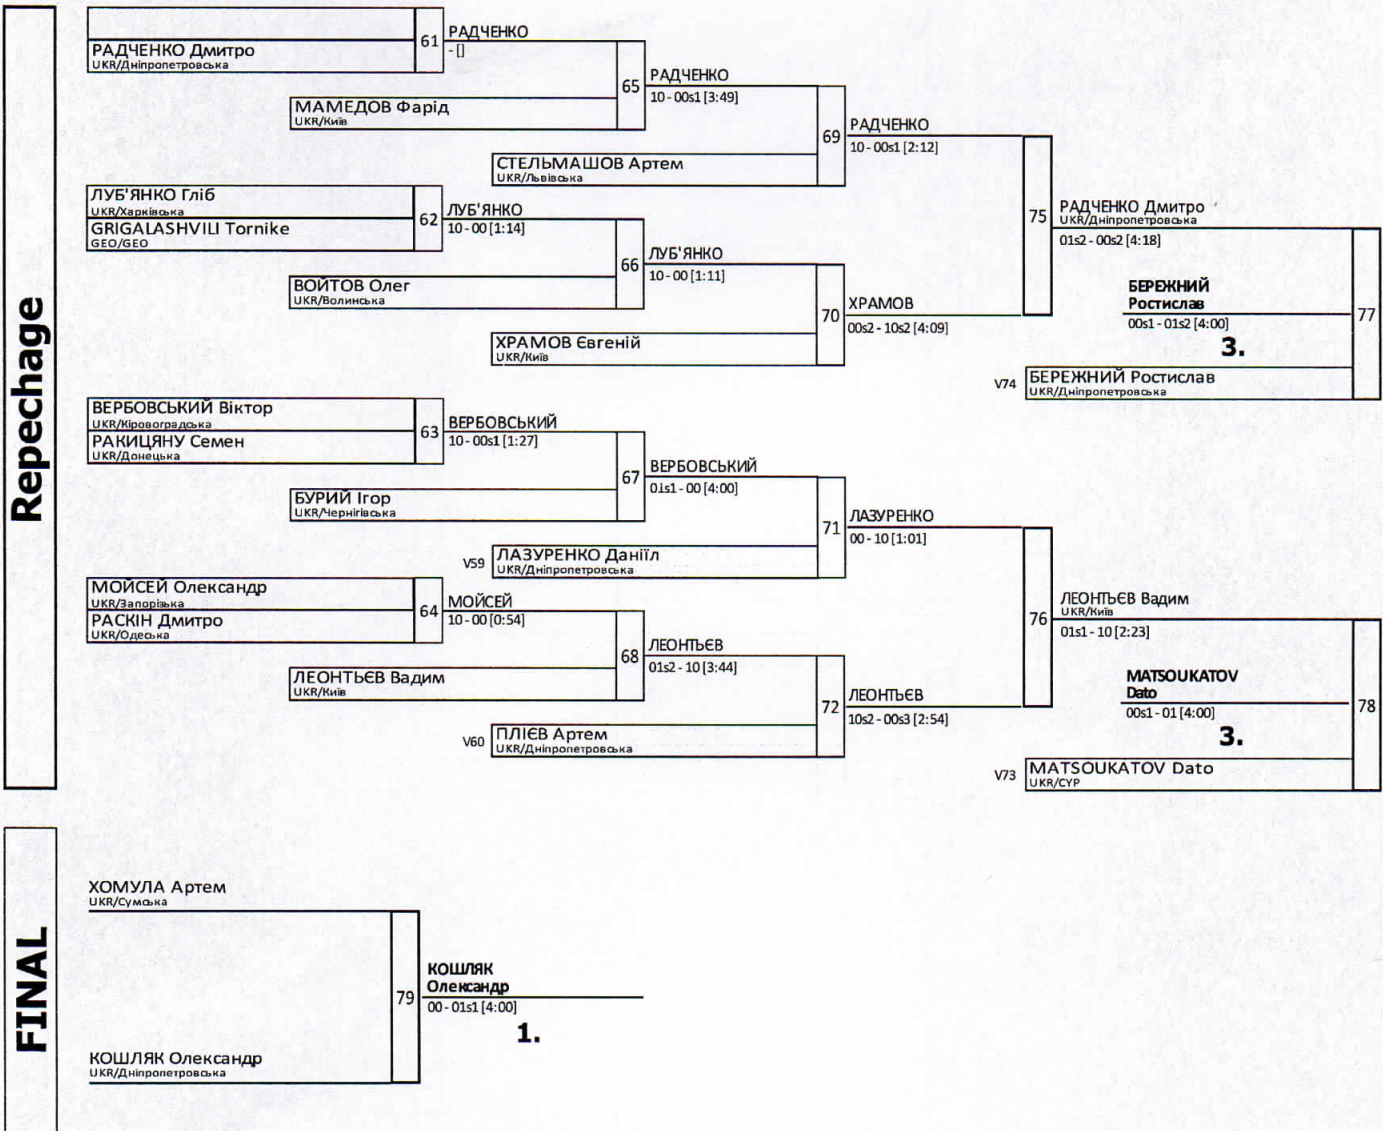 Repechage
РАДЧЕНКО Дмитро
UKR/Дніпропетровська
61
РАДЧЕНКО
- []
МАМЕДОВ Фарід
UKR/Київ
65
РАДЧЕНКО
10 - 00s1 [3:49]
СТЕЛЬМАШОВ Артем
UKR/Львівська
69
РАДЧЕНКО
10 - 00s1 [2:12]
ЛУБ'ЯНКО Гліб
UKR/Харківська
GRIGALASHVILI Tornike
GEO/GEO
62
ЛУБ'ЯНКО
10 - 00 [1:14]
ВОЙТОВ Олег
UKR/Волинська
66
ЛУБ'ЯНКО
10 - 00 [1:11]
ХРАМОВ Євгеній
UKR/Київ
70
ХРАМОВ
00s2 - 10s2 [4:09]
75
РАДЧЕНКО Дмитро
UKR/Дніпропетровська
01s2 - 00s2 [4:18]
БЕРЕЖНИЙ
Ростислав
00s1 - 01s2 [4:00]
3.
77
V74
БЕРЕЖНИЙ Ростислав
UKR/Дніпропетровська
ВЕРБОВСЬКИЙ Віктор
UKR/Кіровоградська
РАКИЦЯНУ Семен
UKR/Донецька
63
ВЕРБОВСЬКИЙ
10 - 00s1 [1:27]
БУРИЙ Ігор
UKR/Чернігівська
67
ВЕРБОВСЬКИЙ
01s1 - 00 [4:00]
V59
ЛАЗУРЕНКО Даніїл
UKR/Дніпропетровська
71
ЛАЗУРЕНКО
00 - 10 [1:01]
МОЙСЕЙ Олександр
UKR/Запорізька
РАСКІН Дмитро
UKR/Одеська
64
МОЙСЕЙ
10 - 00 [0:54]
ЛЕОНТЬЄВ Вадим
UKR/Київ
68
ЛЕОНТЬЄВ
01s2 - 10 [3:44]
V60
ПЛІЄВ Артем
UKR/Дніпропетровська
72
ЛЕОНТЬЄВ
10s2 - 00s3 [2:54]
76
ЛЕОНТЬЄВ Вадим
UKR/Київ
01s1 - 10 [2:23]
MATSOUKATOV
Dato
00s1 - 01 [4:00]
3.
78
V73
MATSOUKATOV Dato
UKR/CYP
FINAL
ХОМУЛА Артем
UKR/Сумська
79
КОШЛЯК
Олександр
00 - 01s1 [4:00]
1.
КОШЛЯК Олександр
UKR/Дніпропетровська